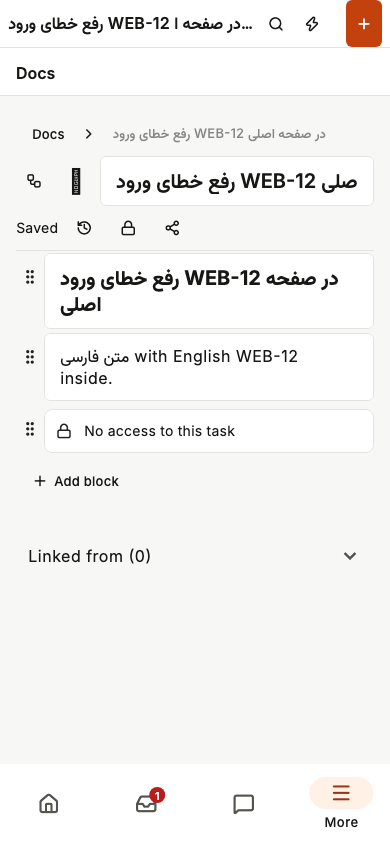 رفع خطای ورود WEB-12 در صفحه ا...
Docs
Docs
رفع خطای ورود WEB-12 در صفحه اصلی
رفع خطای ورود WEB-12 صلی
Saved
رفع خطای ورود WEB-12 در صفحه
اصلی
متن فارسی with English WEB-12
inside.
No access to this task
Add block
Linked from (0)
1
More